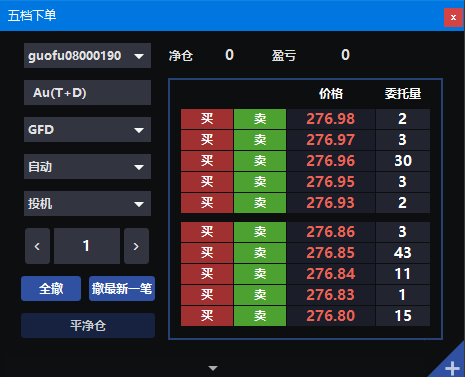 五档下单 x
guofu08000190 净仓 0 盈亏 0
Au(T+D)
GFD
自动
投机
< 1 >
全撤 撤最新一笔
平净仓
价格 委托量
买 卖 276.98 2
买 卖 276.97 3
买 卖 276.96 30
买 卖 276.95 3
买 卖 276.93 2
买 卖 276.86 3
买 卖 276.85 43
买 卖 276.84 11
买 卖 276.83 1
买 卖 276.80 15
+